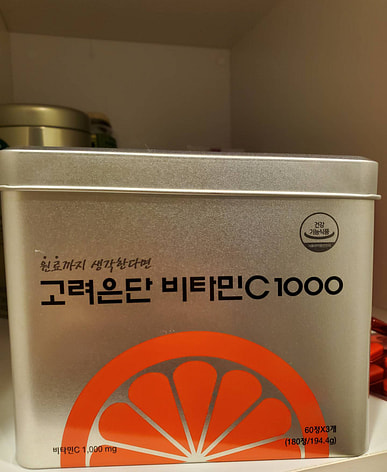 건강
기능식품
원료까지 생각한다면
고려은단 비타민C 1000
60정X3개
(180정/194.4g)
비타민C 1,000 mg